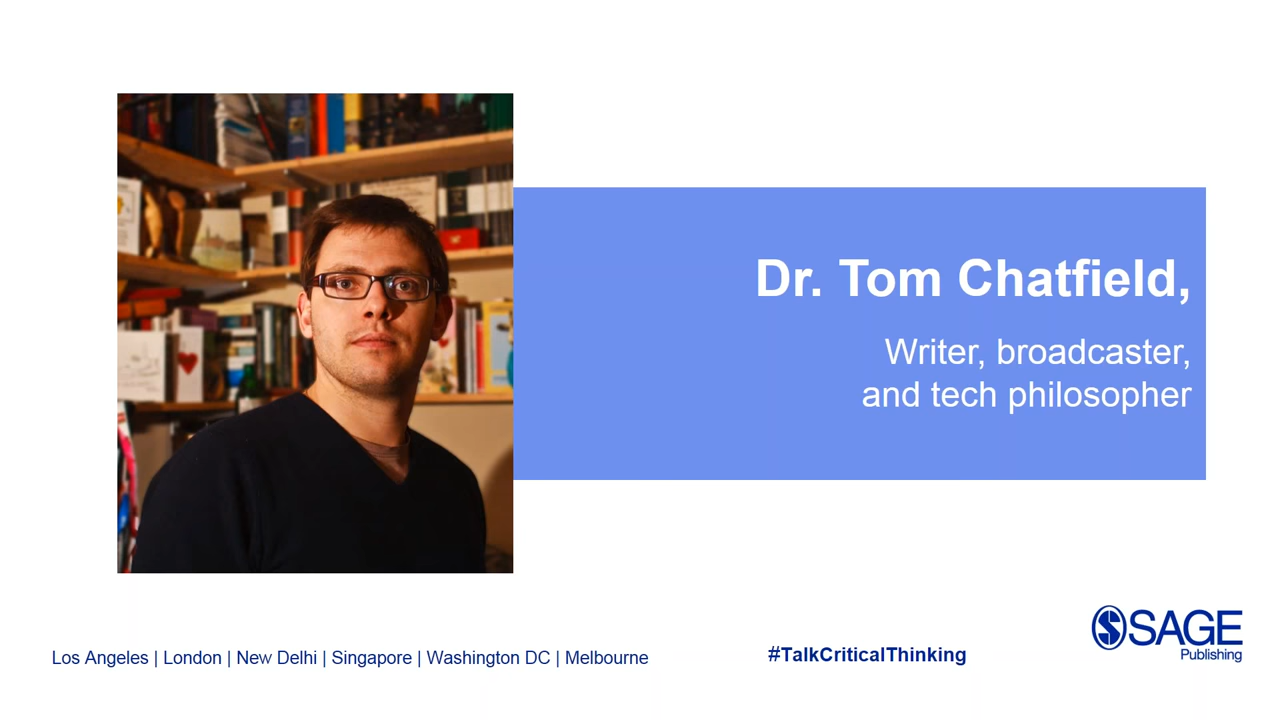 Dr. Tom Chatfield,
Writer, broadcaster,
and tech philosopher
Los Angeles | London | New Delhi | Singapore | Washington DC | Melbourne
#TalkCriticalThinking
SAGE
Publishing